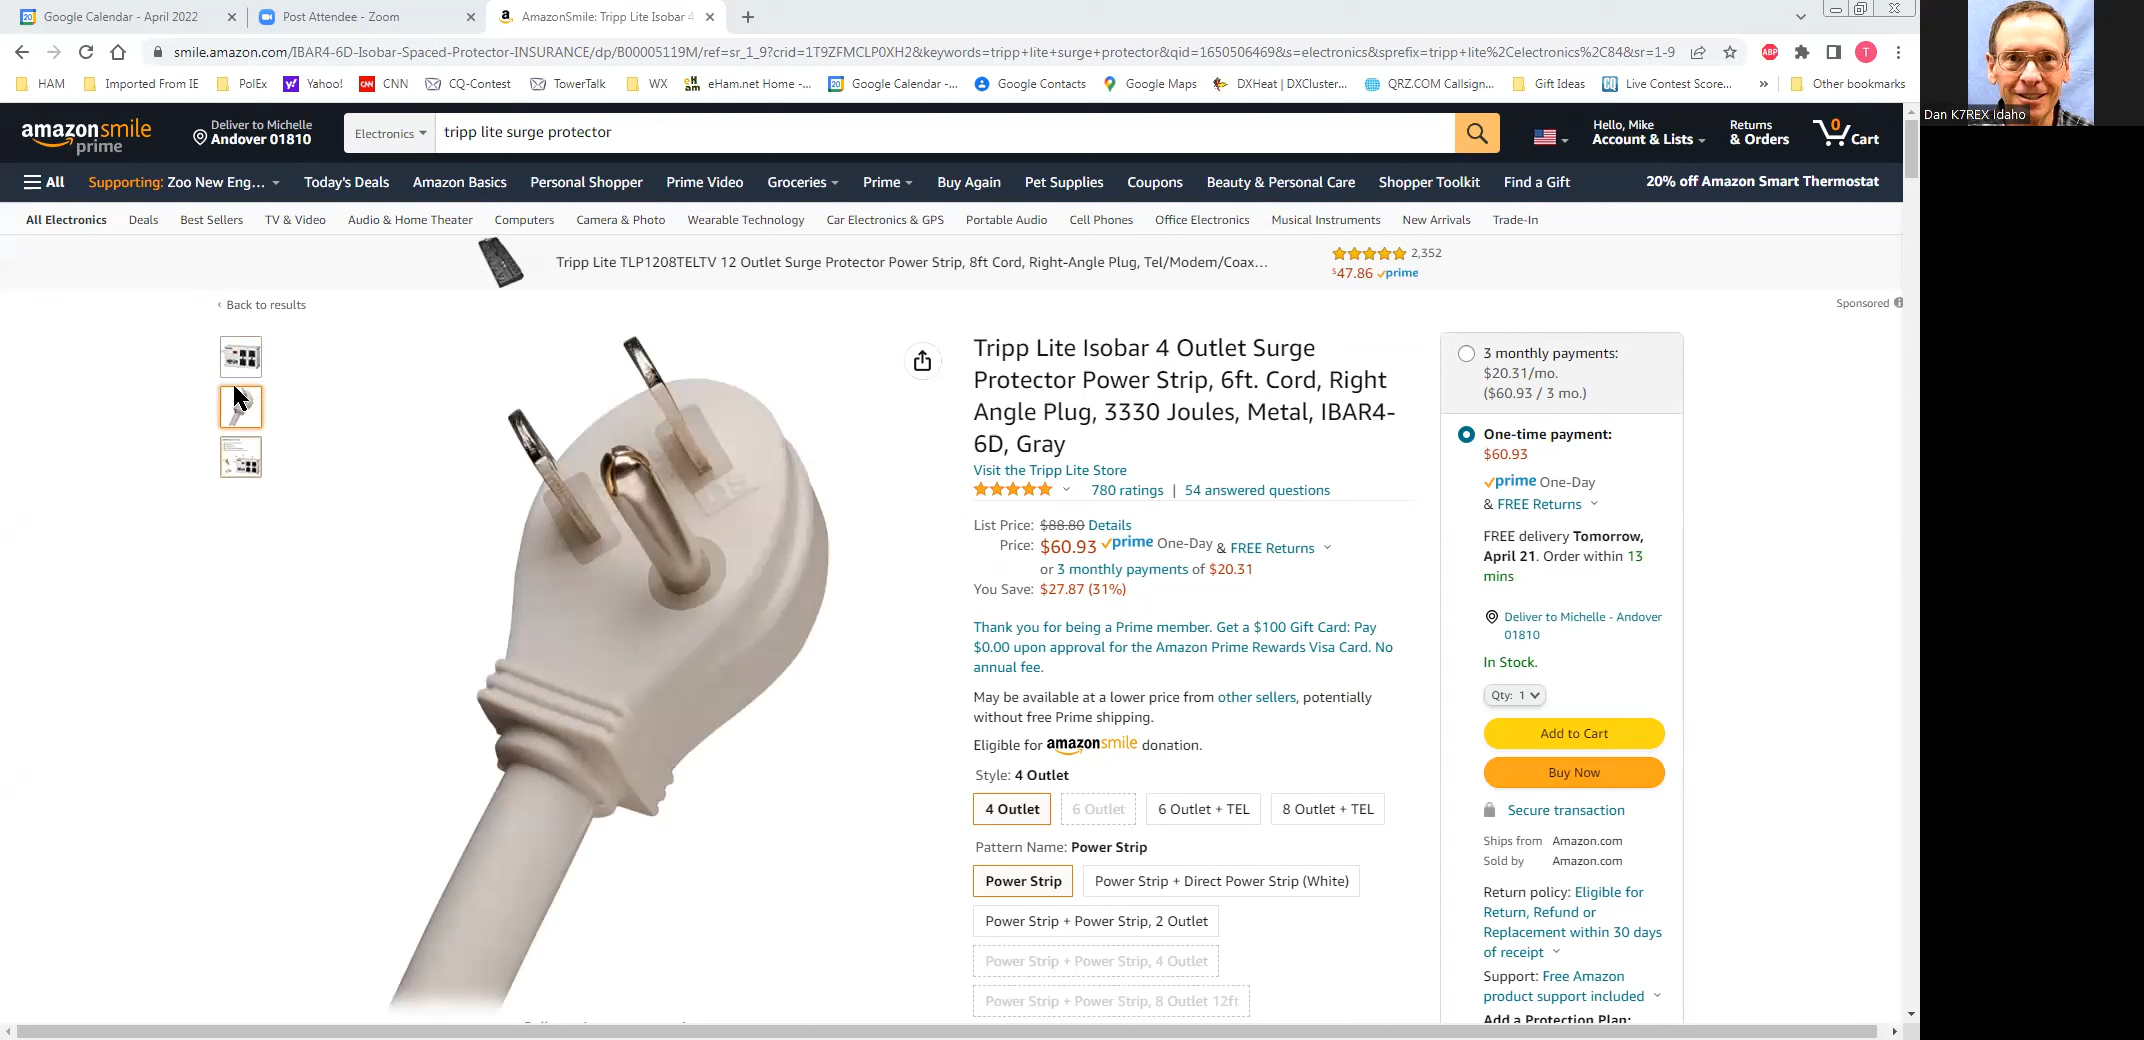 Google Calendar - April 2022
Post Attendee - Zoom
AmazonSmile: Tripp Lite Isobar 4
smile.amazon.com/IBAR4-6D-Isobar-Spaced-Protector-INSURANCE/dp/B00005119M/ref=sr_1_9?crid=1T9ZFMCLP0XH2&keywords=tripp+lite+surge+protector&qid=1650506469&s=electronics&sprefix=tripp+lite%2Celectronics%2C84&sr=1-9
ABP
T
HAM
Imported From IE
PolEx
Yahoo!
CNN
CQ-Contest
TowerTalk
WX
eHam.net Home -...
Google Calendar -...
Google Contacts
Google Maps
DXHeat | DXCluster...
QRZ.COM Callsign...
Gift Ideas
Live Contest Score...
»
Other bookmarks
Dan K7REX Idaho
amazonsmile
prime
Deliver to Michelle
Andover 01810
Electronics
tripp lite surge protector
Hello, Mike
Account & Lists
Returns
& Orders
0
Cart
All
Supporting: Zoo New Eng...
Today's Deals
Amazon Basics
Personal Shopper
Prime Video
Groceries
Prime
Buy Again
Pet Supplies
Coupons
Beauty & Personal Care
Shopper Toolkit
Find a Gift
20% off Amazon Smart Thermostat
All Electronics
Deals
Best Sellers
TV & Video
Audio & Home Theater
Computers
Camera & Photo
Wearable Technology
Car Electronics & GPS
Portable Audio
Cell Phones
Office Electronics
Musical Instruments
New Arrivals
Trade-In
Tripp Lite TLP1208TELTV 12 Outlet Surge Protector Power Strip, 8ft Cord, Right-Angle Plug, Tel/Modem/Coax...
2,352
$47.86 prime
‹ Back to results
Sponsored
Tripp Lite Isobar 4 Outlet Surge
Protector Power Strip, 6ft. Cord, Right
Angle Plug, 3330 Joules, Metal, IBAR4-
6D, Gray
Visit the Tripp Lite Store
780 ratings | 54 answered questions
List Price: $88.80 Details
Price: $60.93 prime One-Day & FREE Returns
or 3 monthly payments of $20.31
You Save: $27.87 (31%)
Thank you for being a Prime member. Get a $100 Gift Card: Pay
$0.00 upon approval for the Amazon Prime Rewards Visa Card. No
annual fee.
May be available at a lower price from other sellers, potentially
without free Prime shipping.
Eligible for amazonsmile donation.
Style: 4 Outlet
4 Outlet
6 Outlet
6 Outlet + TEL
8 Outlet + TEL
Pattern Name: Power Strip
Power Strip
Power Strip + Direct Power Strip (White)
Power Strip + Power Strip, 2 Outlet
Power Strip + Power Strip, 4 Outlet
Power Strip + Power Strip, 8 Outlet 12ft
3 monthly payments:
$20.31/mo.
($60.93 / 3 mo.)
One-time payment:
$60.93
prime One-Day
& FREE Returns
FREE delivery Tomorrow,
April 21. Order within 13
mins
Deliver to Michelle - Andover
01810
In Stock.
Qty: 1
Add to Cart
Buy Now
Secure transaction
Ships from Amazon.com
Sold by Amazon.com
Return policy: Eligible for
Return, Refund or
Replacement within 30 days
of receipt
Support: Free Amazon
product support included
Add a Protection Plan: